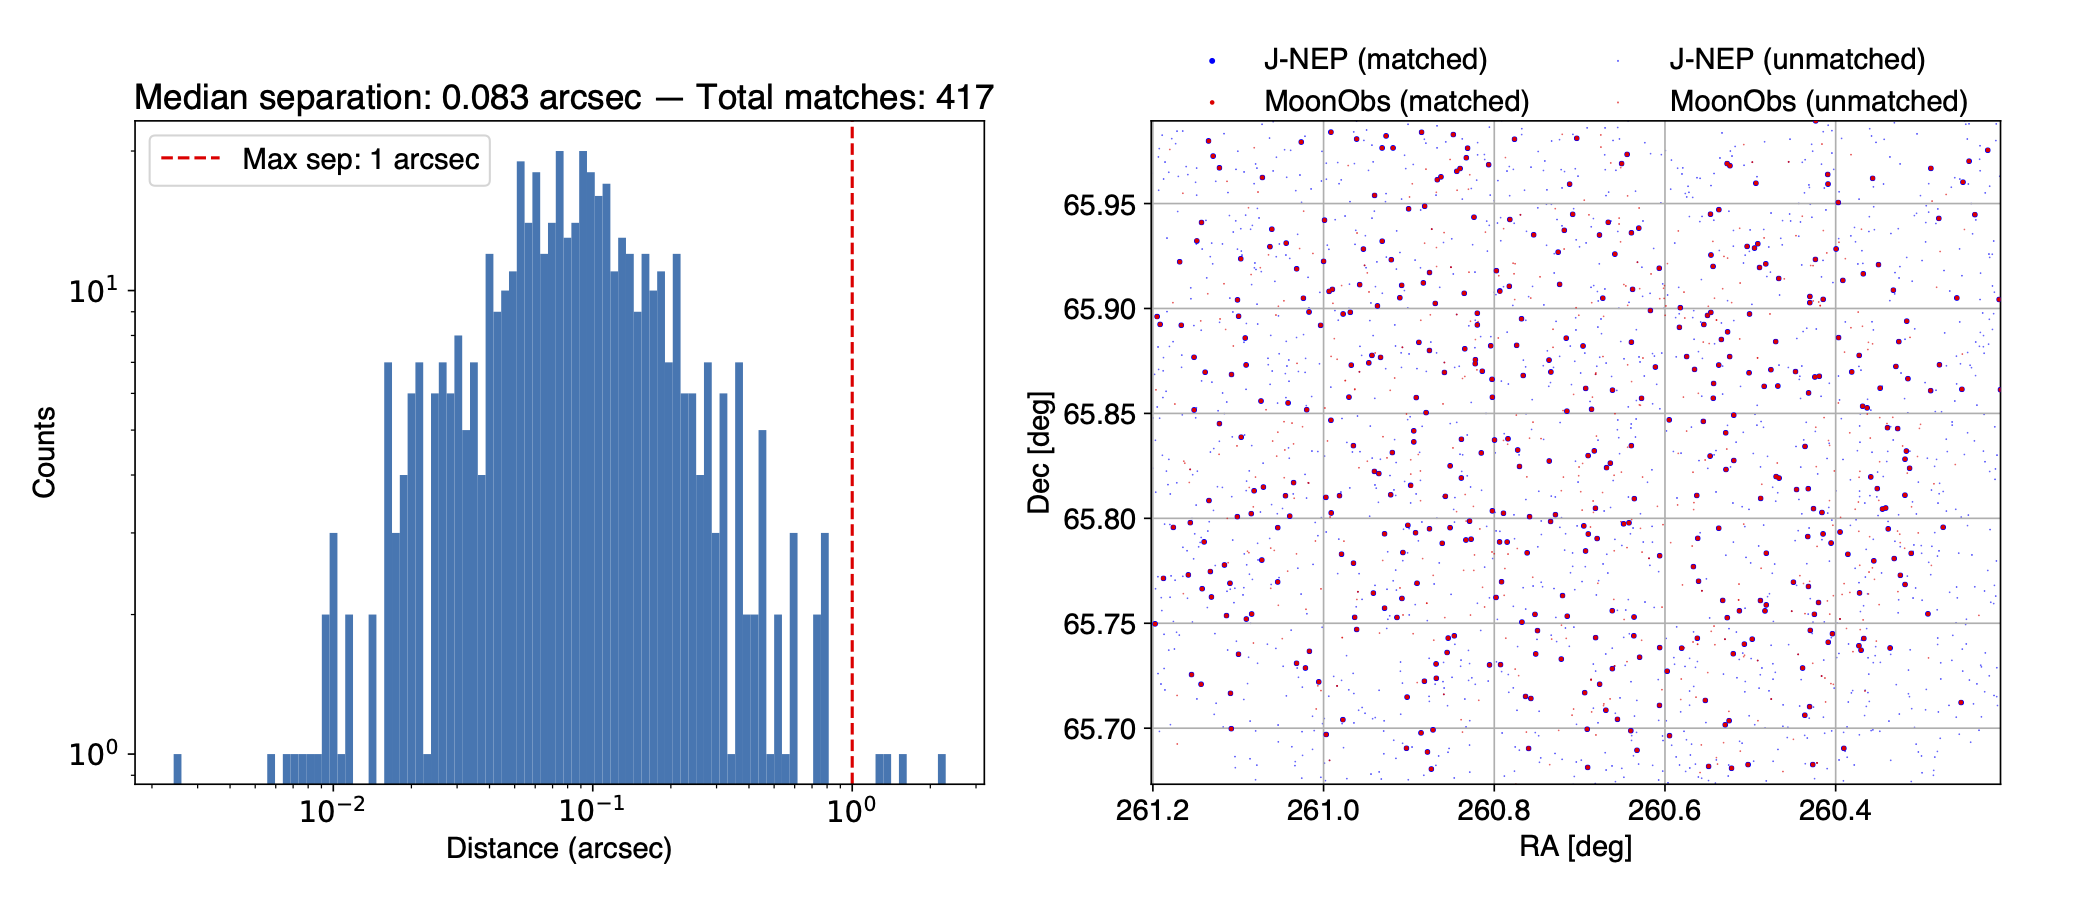 Median separation: 0.083 arcsec — Total matches: 417
Max sep: 1 arcsec
10¹
10⁰
Counts
10⁻²
10⁻¹
10⁰
Distance (arcsec)
J-NEP (matched)
J-NEP (unmatched)
MoonObs (matched)
MoonObs (unmatched)
65.95
65.90
65.85
65.80
65.75
65.70
Dec [deg]
261.2
261.0
260.8
260.6
260.4
RA [deg]